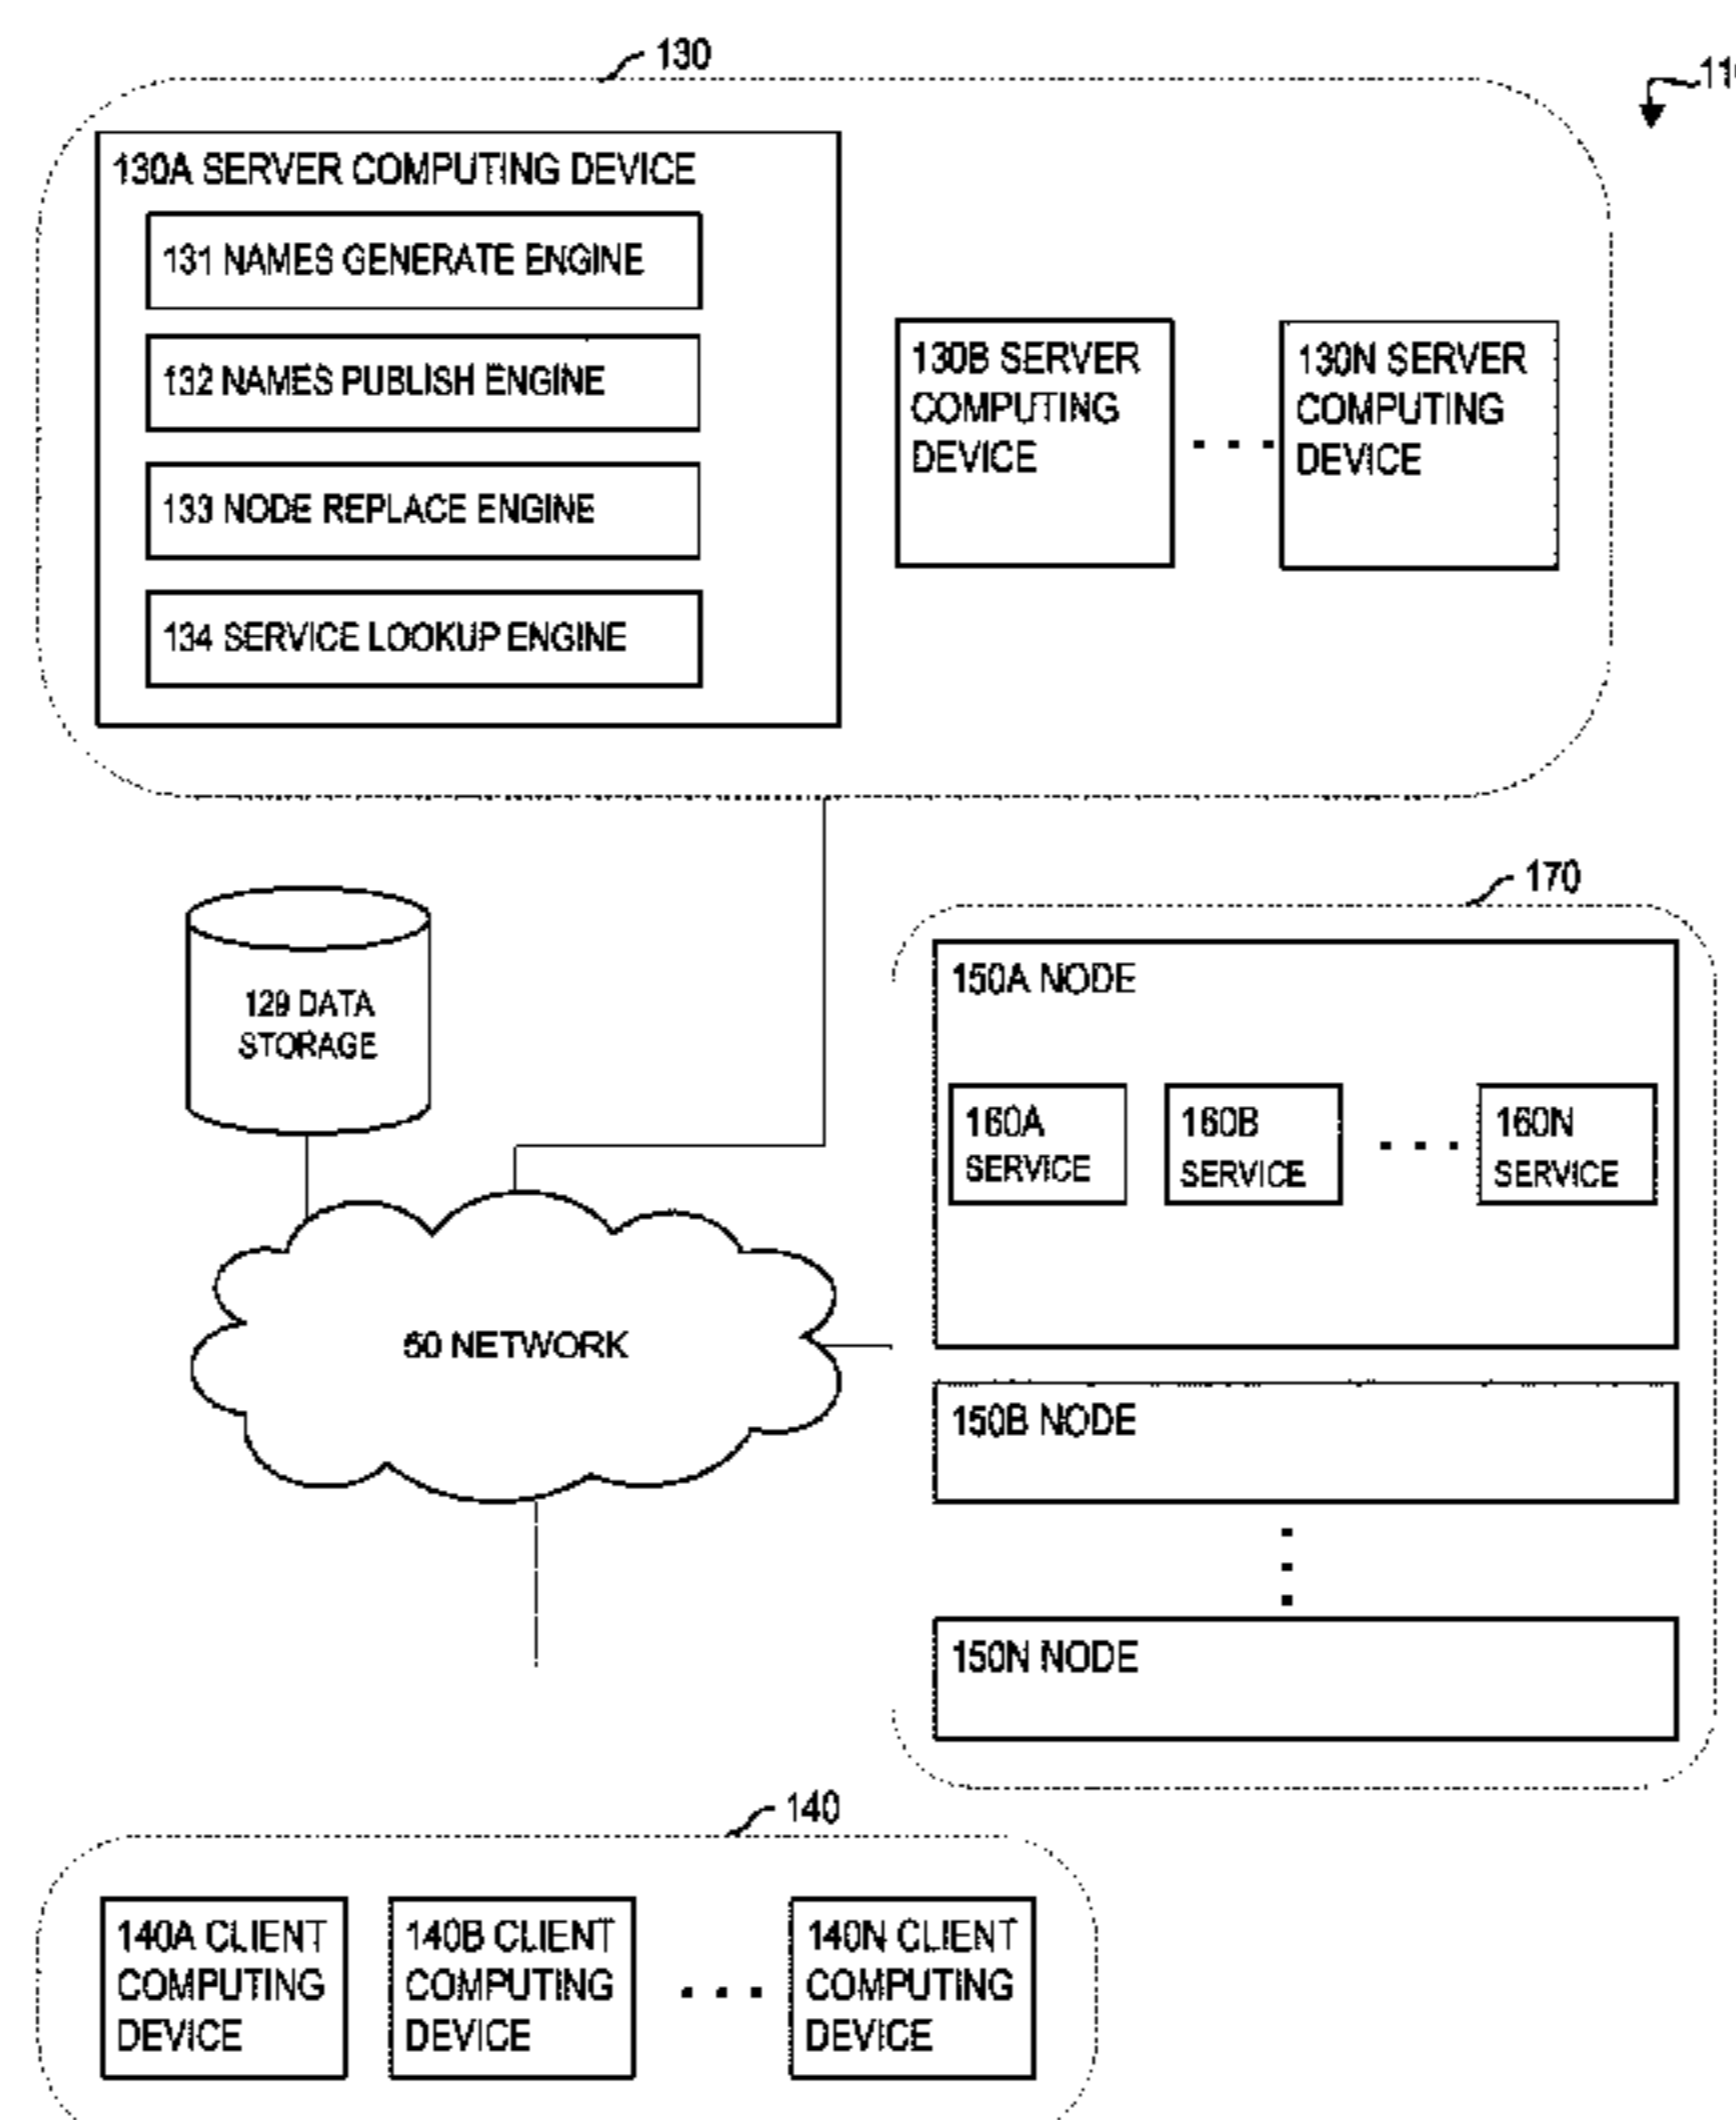 130
130A SERVER COMPUTING DEVICE
131 NAMES GENERATE ENGINE
132 NAMES PUBLISH ENGINE
133 NODE REPLACE ENGINE
134 SERVICE LOOKUP ENGINE
130B SERVER
COMPUTING
DEVICE
. . .
130N SERVER
COMPUTING
DEVICE
129 DATA
STORAGE
170
150A NODE
160A
SERVICE
160B
SERVICE
. . .
160N
SERVICE
50 NETWORK
150B NODE
150N NODE
140
140A CLIENT
COMPUTING
DEVICE
140B CLIENT
COMPUTING
DEVICE
. . .
140N CLIENT
COMPUTING
DEVICE